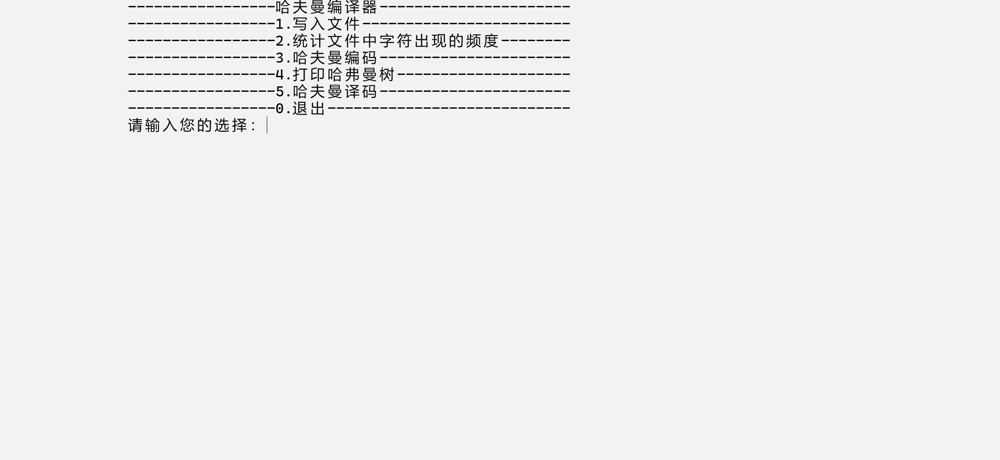 -----------------哈夫曼编译器----------------------
-----------------1.写入文件------------------------
-----------------2.统计文件中字符出现的频度--------
-----------------3.哈夫曼编码----------------------
-----------------4.打印哈弗曼树--------------------
-----------------5.哈夫曼译码----------------------
-----------------0.退出----------------------------
请输入您的选择：